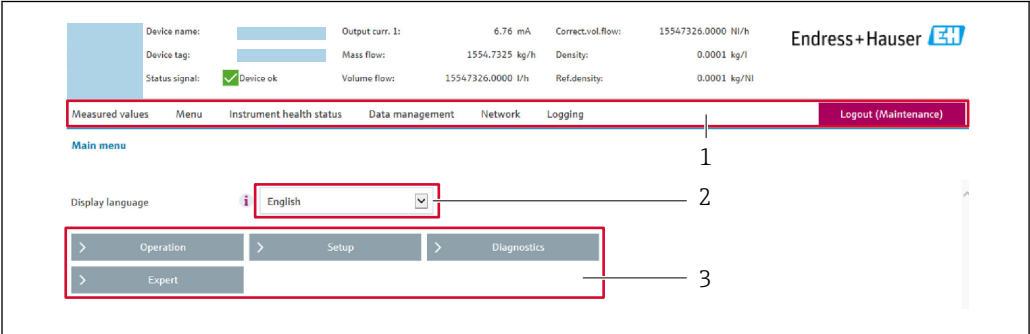 Device name: Output curr. 1: 6.76 mA Correct.vol.flow: 15547326.0000 Nl/h
Endress+Hauser EH
Device tag: Mass flow: 1554.7325 kg/h Density: 0.0001 kg/l
Status signal: Device ok Volume flow: 15547326.0000 l/h Ref.density: 0.0001 kg/Nl
Measured values Menu Instrument health status Data management Network Logging Logout (Maintenance)
1
Main menu
Display language i English 2
> Operation > Setup > Diagnostics
> Expert 3